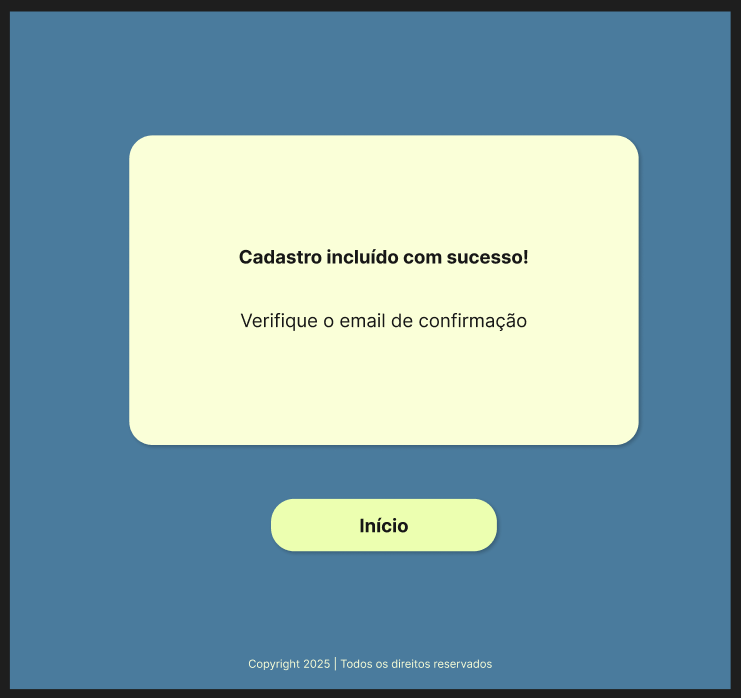 Cadastro incluído com sucesso!
Verifique o email de confirmação
Início
Copyright 2025 | Todos os direitos reservados